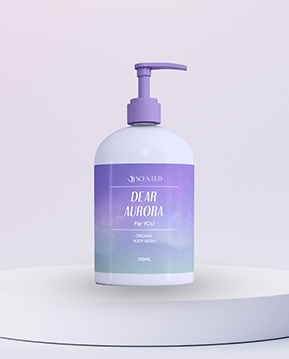 SCENTED
DEAR
AURORA
For YOU
ORIGINAL
BODY WASH
750mL